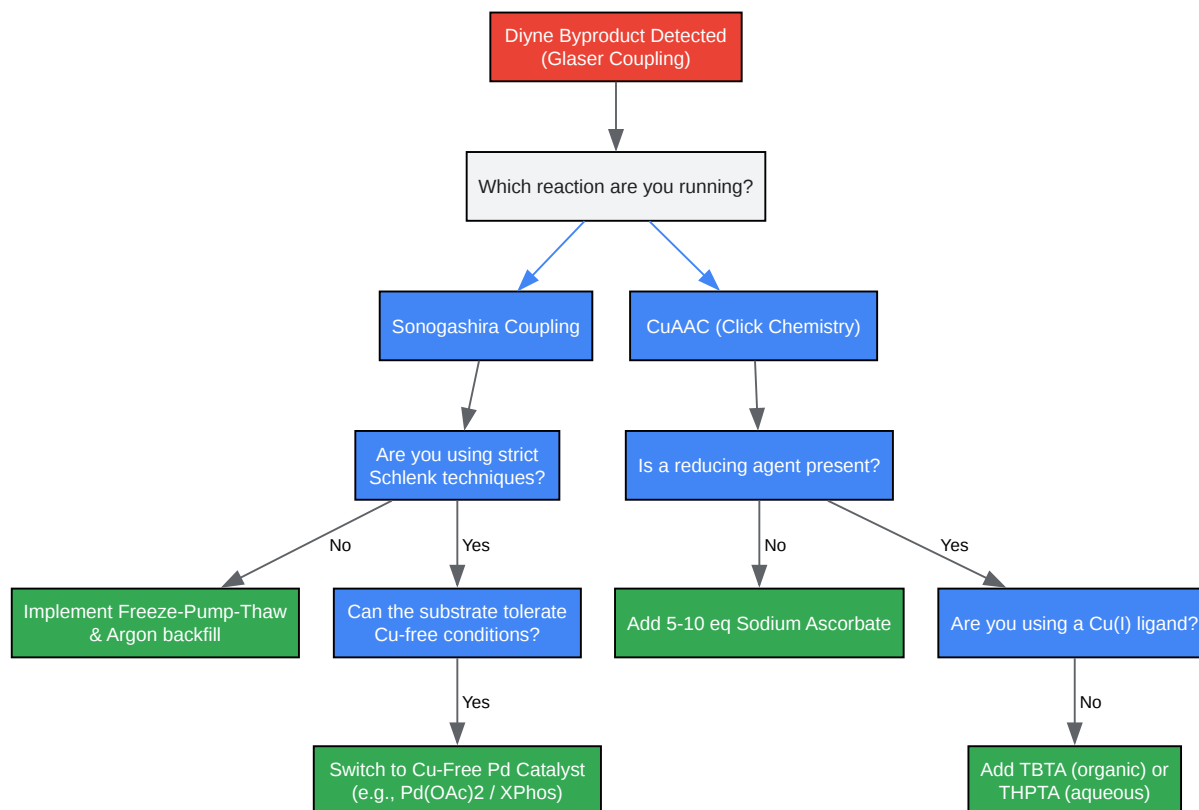 Diyne Byproduct Detected
(Glaser Coupling)
Which reaction are you running?
Sonogashira Coupling
CuAAC (Click Chemistry)
Are you using strict
Schlenk techniques?
Is a reducing agent present?
No
Yes
No
Yes
Implement Freeze-Pump-Thaw
& Argon backfill
Can the substrate tolerate
Cu-free conditions?
Add 5-10 eq Sodium Ascorbate
Are you using a Cu(I) ligand?
Yes
No
Switch to Cu-Free Pd Catalyst
(e.g., Pd(OAc)2 / XPhos)
Add TBTA (organic) or
THPTA (aqueous)